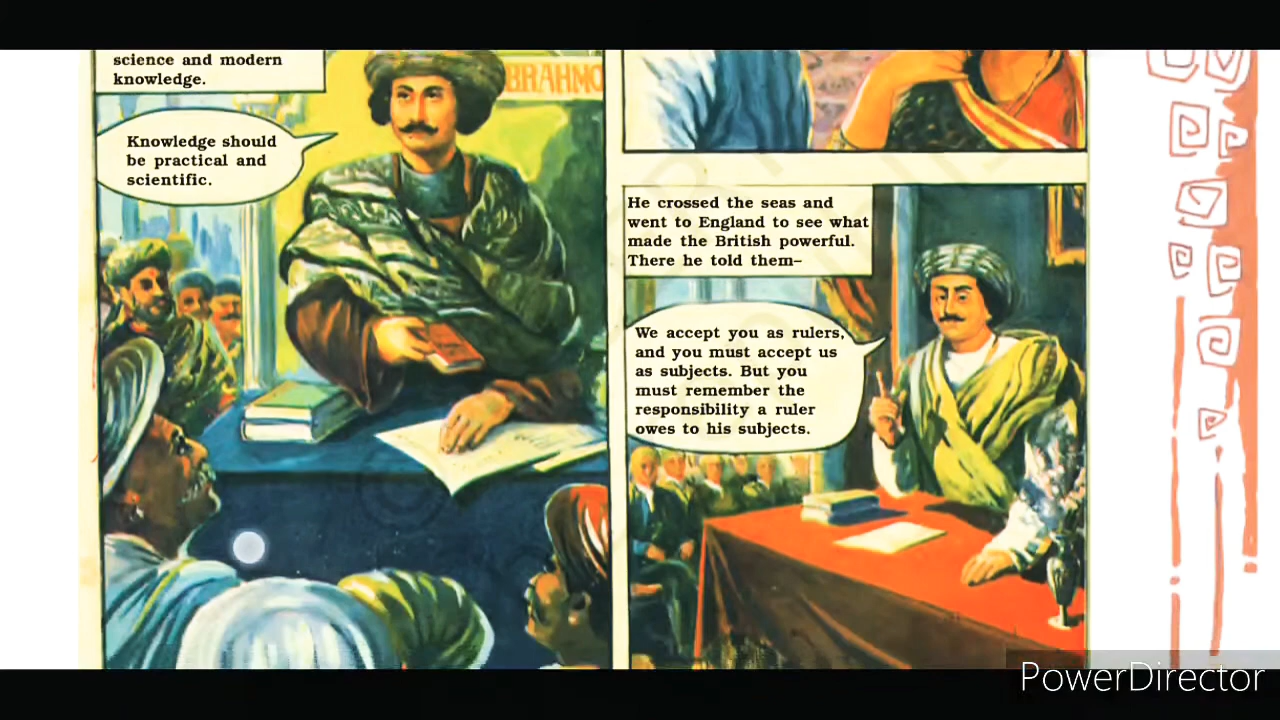 science and modern
knowledge.
BRAHMO
Knowledge should
be practical and
scientific.
He crossed the seas and
went to England to see what
made the British powerful.
There he told them–
We accept you as rulers,
and you must accept us
as subjects. But you
must remember the
responsibility a ruler
owes to his subjects.
PowerDirector